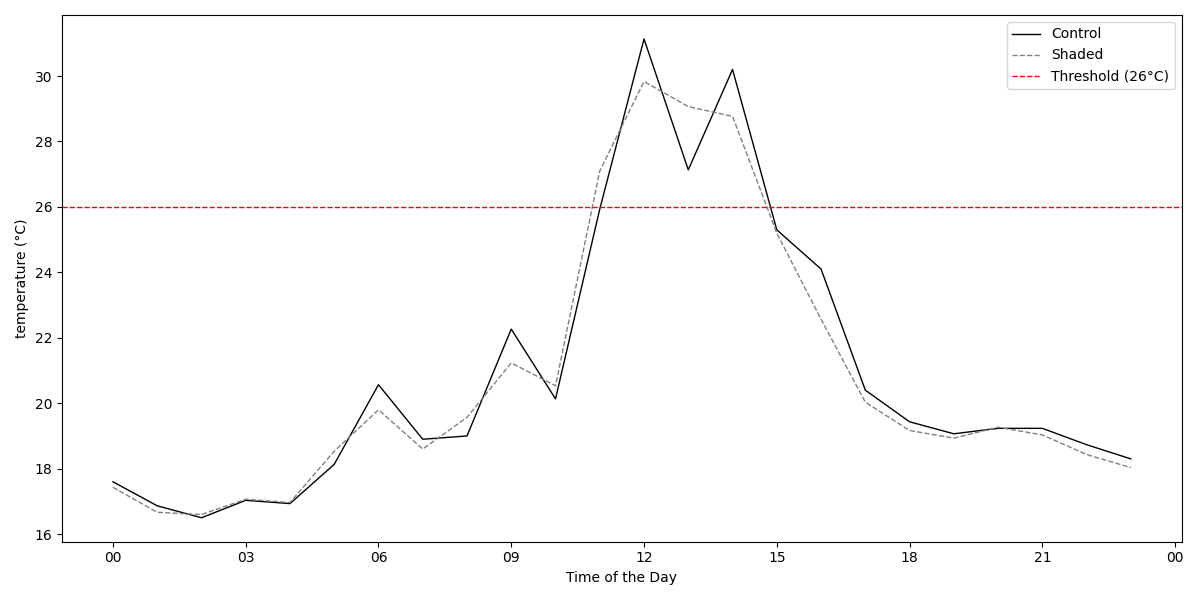 Control
Shaded
Threshold (26°C)
30
28
26
24
22
20
18
16
temperature (°C)
00 03 06 09 12 15 18 21 00
Time of the Day